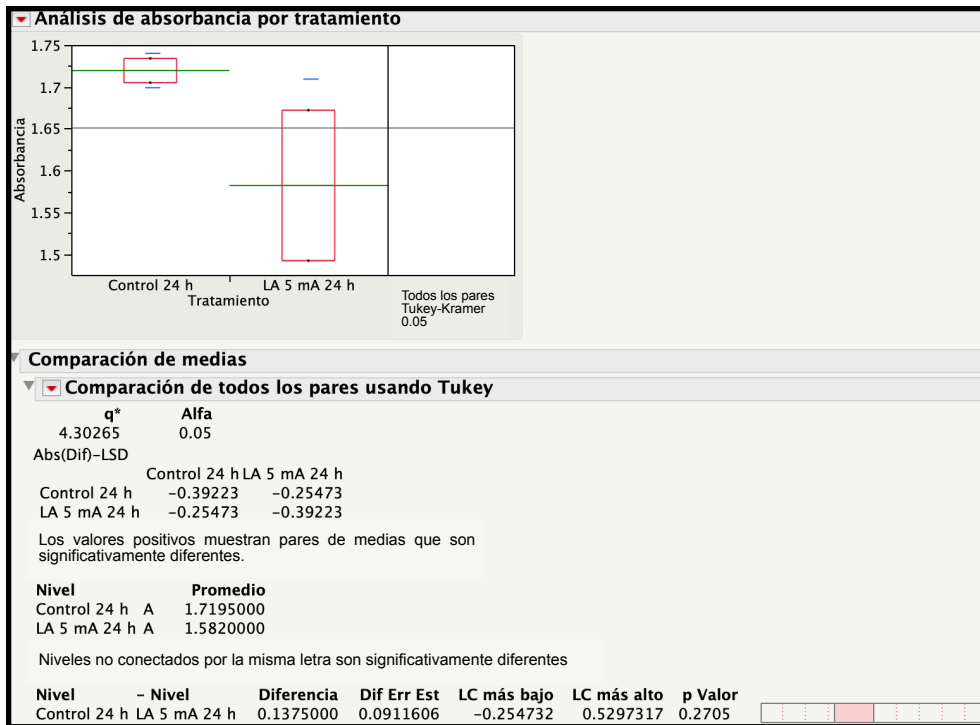 Análisis de absorbancia por tratamiento
1.75
1.7
1.65
1.6
1.55
1.5
Absorbancia
Control 24 h LA 5 mA 24 h
Tratamiento
Todos los pares
Tukey-Kramer
0.05
Comparación de medias
Comparación de todos los pares usando Tukey
q* Alfa
4.30265 0.05
Abs(Dif)-LSD
Control 24 h LA 5 mA 24 h
Control 24 h -0.39223 -0.25473
LA 5 mA 24 h -0.25473 -0.39223
Los valores positivos muestran pares de medias que son
significativamente diferentes.
Nivel Promedio
Control 24 h A 1.7195000
LA 5 mA 24 h A 1.5820000
Niveles no conectados por la misma letra son significativamente diferentes
Nivel - Nivel Diferencia Dif Err Est LC más bajo LC más alto p Valor
Control 24 h LA 5 mA 24 h 0.1375000 0.0911606 -0.254732 0.5297317 0.2705